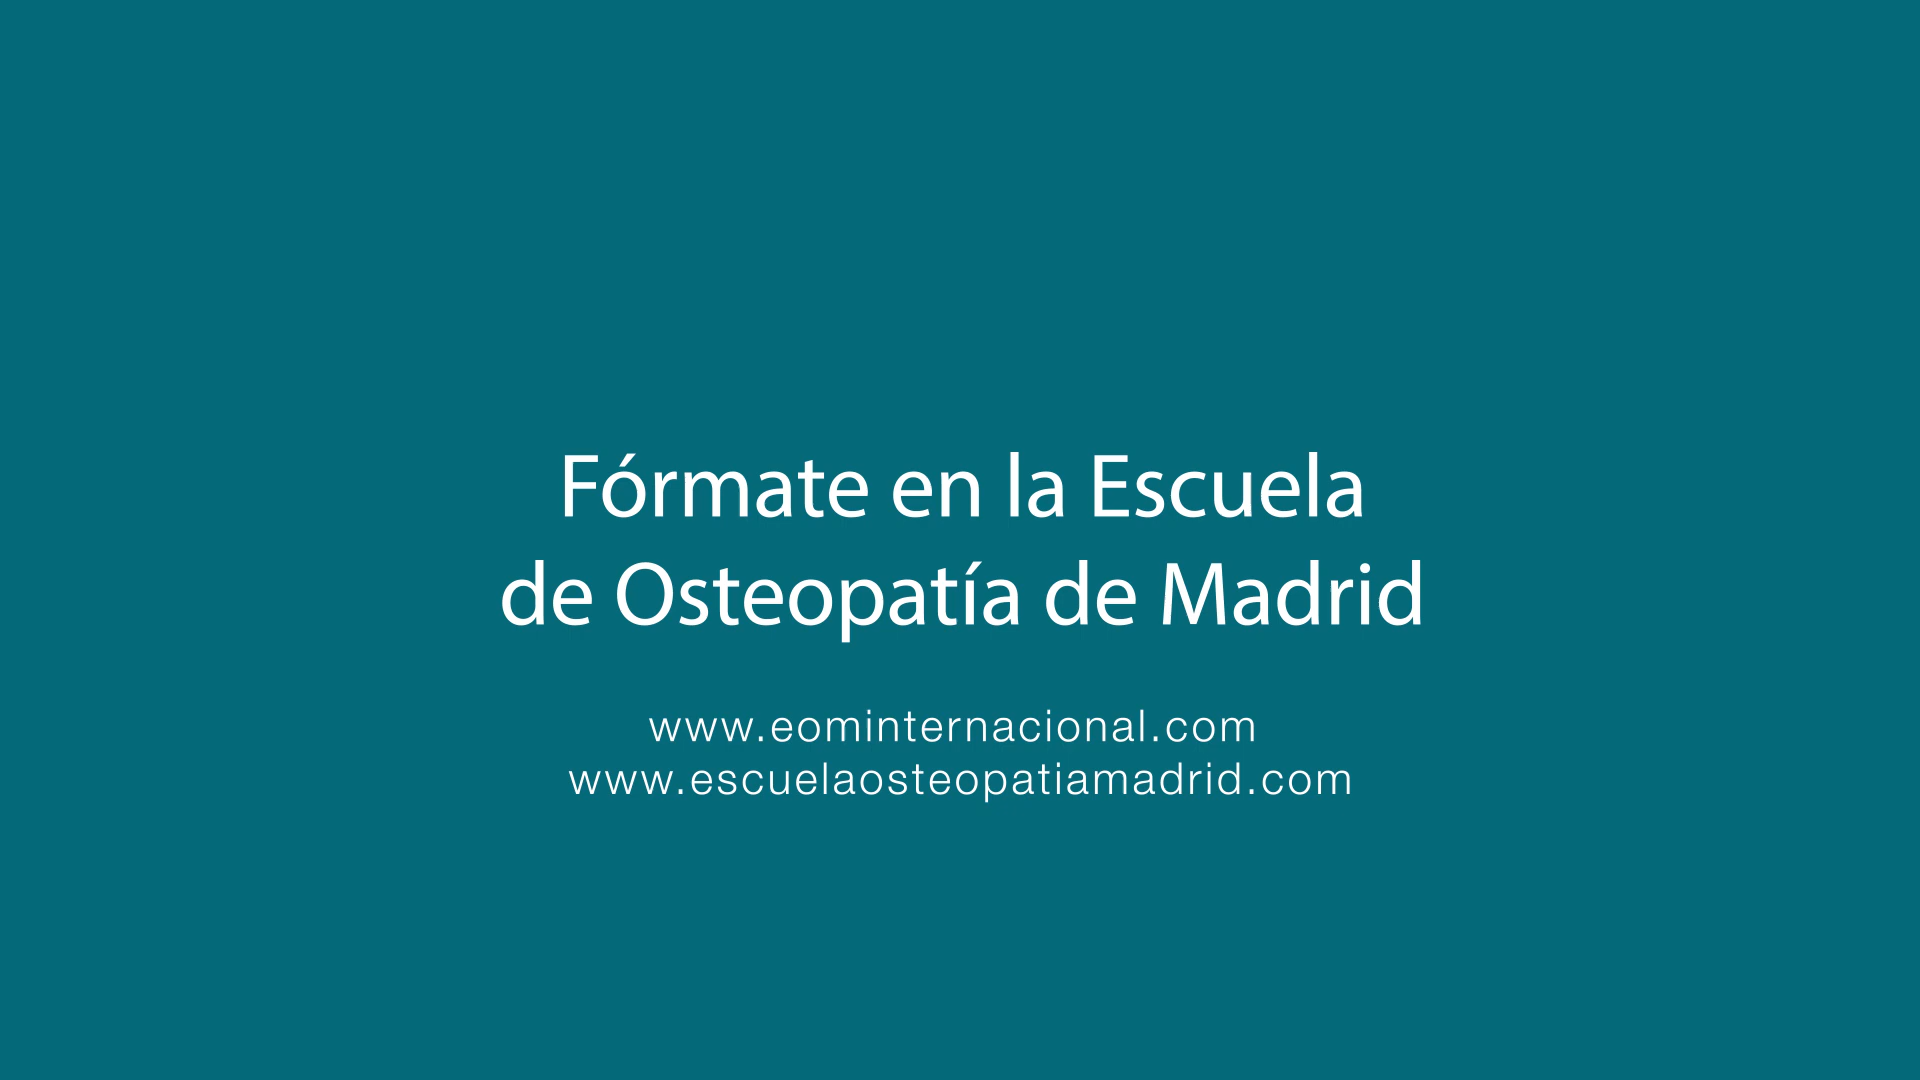 Fórmate en la Escuela
de Osteopatía de Madrid
www.eominternacional.com
www.escuelaosteopatiamadrid.com